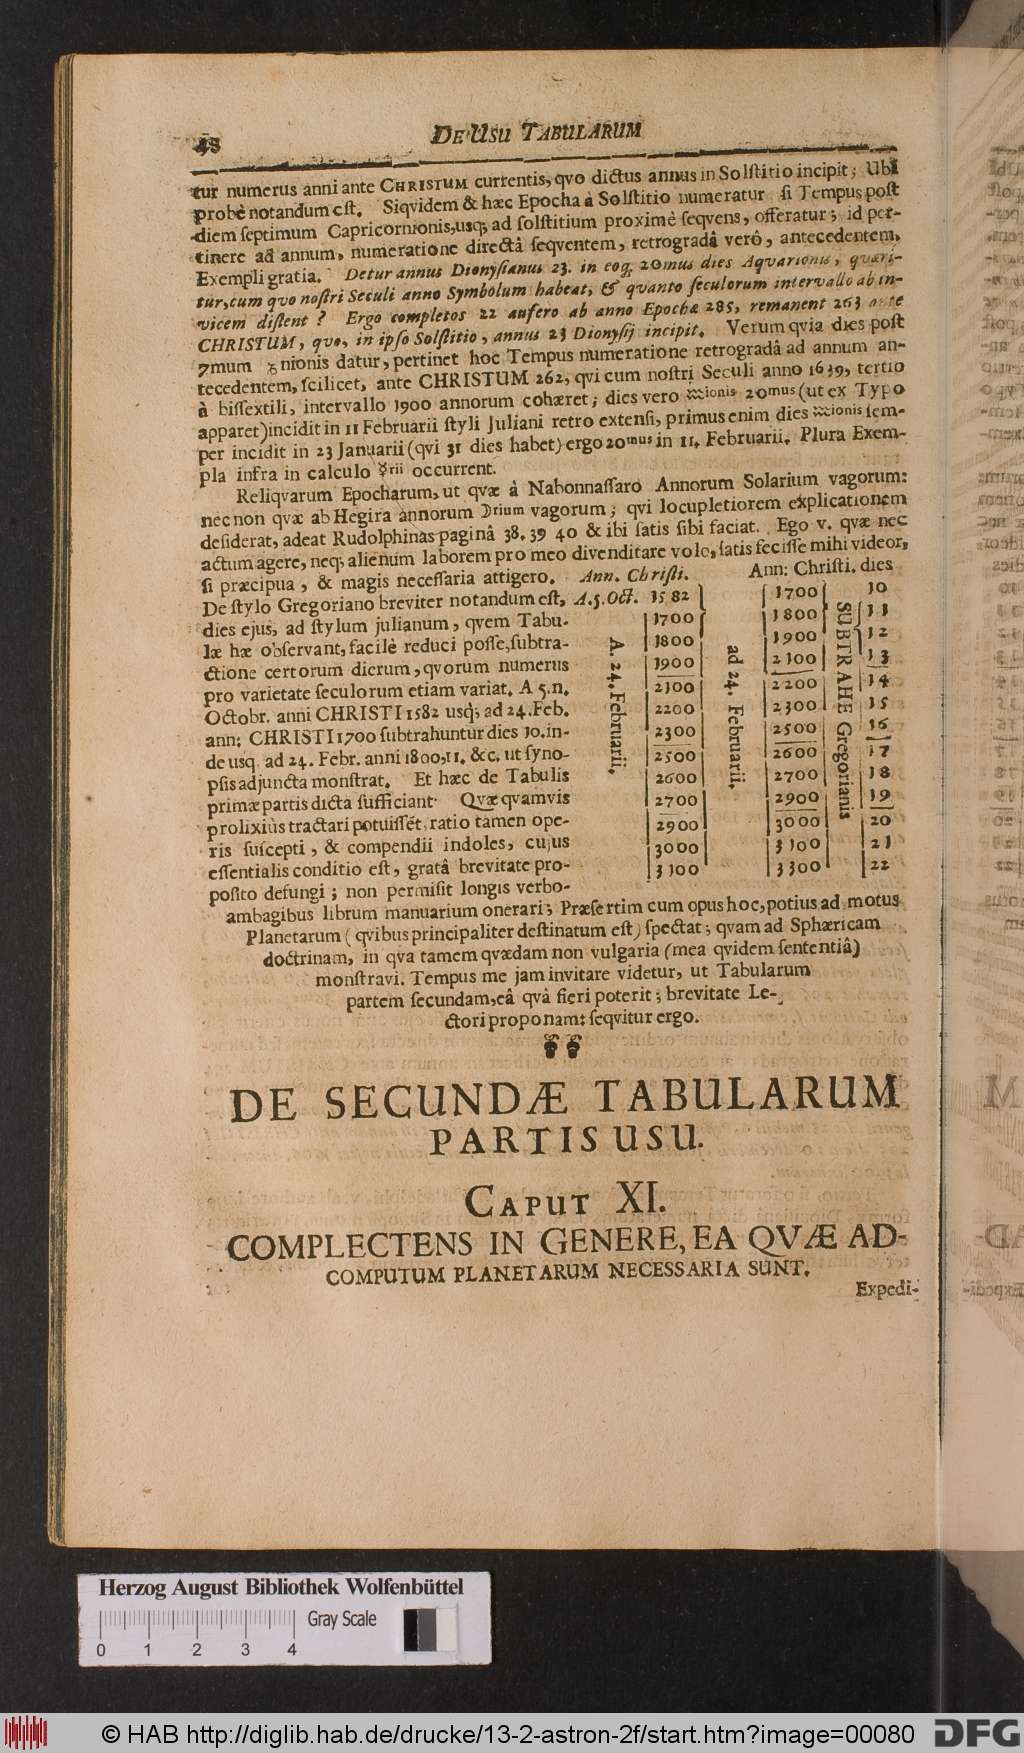 48
DE USU TABULARUM
tur numerus anni ante CHRISTUM currentis, qvo dictus annus in Solſtitio incipit; Ubi
probè notandum eſt. Siqvidem & hæc Epocha à Solſtitio numeratur ſi Tempus poſt
diem ſeptimum Capricornionis, usq; ad ſolſtitium proximè ſeqvens, offeratur; id per-
tinere ad annum, numeratione directâ ſeqventem, retrogradâ verô, antecedentem.
Exempli gratia. Detur annus Dionyſianus 23. in eoq; 20mus dies Aqvarionis, qværi-
tur, cum qvo noſtri Seculi anno Symbolum habeat, & qvanto ſeculorum intervallo ab in-
vicem diſtent? Ergo completos 22 aufero ab anno Epochæ 285, remanent 263 ante
CHRISTUM, qvo, in ipſo Solſtitio, annus 23 Dionyſij incipit. Verum qvia dies poſt
7mum ♑nionis datur, pertinet hoc Tempus numeratione retrogradâ ad annum an-
tecedentem, ſcilicet, ante CHRISTUM 262, qvi cum noſtri Seculi anno 1639, tertio
à biſſextili, intervallo 1900 annorum cohæret; dies vero ♒ionis 20mus (ut ex Typo
apparet) incidit in 11 Februarii ſtyli Juliani retro extenſi, primus enim dies ♒ionis ſem-
per incidit in 23 Januarii (qvi 31 dies habet) ergo 20mus in 11. Februarii. Plura Exem-
pla infra in calculo ☿rii occurrent.
Reliqvarum Epocharum, ut qvæ à Nabonnaſſaro Annorum Solarium vagorum:
nec non qvæ ab Hegira annorum ☽rium vagorum; qvi locupletiorem explicationem
deſiderat, adeat Rudolphinas paginâ 38. 39 40 & ibi ſatis ſibi faciat. Ego v. qvæ nec
actum agere, neq; alienum laborem pro meo divenditare volo, ſatis feciſſe mihi videor,
ſi præcipua, & magis neceſſaria attigero.
De ſtylo Gregoriano breviter notandum eſt,
dies ejus, ad ſtylum julianum, qvem Tabu-
læ hæ obſervant, facilè reduci poſſe, ſubtra-
ctione certorum dierum, qvorum numerus
pro varietate ſeculorum etiam variat. A 5. n.
Octobr. anni CHRISTI 1582 usq; ad 24. Feb.
ann: CHRISTI 1700 ſubtrahuntur dies 10. in-
de usq. ad 24. Febr. anni 1800, 11. &c. ut ſyno-
pſis adjuncta monſtrat. Et hæc de Tabulis
primæ partis dicta ſufficiant. Qvæ qvamvis
prolixiùs tractari potuiſſet, ratio tamen ope-
ris ſuſcepti, & compendii indoles, cujus
eſſentialis conditio eſt, gratâ brevitate pro-
poſito defungi; non permiſit longis verbo-
Ann. Chriſti. Ann: Chriſti. dies
A. 5. Oct. 1582 1700 10
1700 1800 11
1800 1900 12
1900 2100 13
2100 2200 14
2200 2300 15
2300 2500 16
2500 2600 17
2600 2700 18
2700 2900 19
2900 3000 20
3000 3100 21
3100 3300 22
A. 24. Februarii.
ad 24. Februarii.
SUBTRAHE Gregorianis
ambagibus librum manuarium onerari; Præſertim cum opus hoc, potius ad motus
Planetarum (qvibus principaliter deſtinatum eſt) ſpectat; qvam ad Sphæricam
doctrinam, in qva tamem qvædam non vulgaria (mea qvidem ſententiâ)
monſtravi. Tempus me jam invitare videtur, ut Tabularum
partem ſecundam, eâ qvâ fieri poterit; brevitate Le-
ctori proponam: ſeqvitur ergo.
DE SECUNDÆ TABULARUM
PARTIS USU.
CAPUT XI.
COMPLECTENS IN GENERE, EA QVÆ AD-
COMPUTUM PLANETARUM NECESSARIA SUNT.
Expedi-
Herzog August Bibliothek Wolfenbüttel
Gray Scale
0 1 2 3 4
© HAB http://diglib.hab.de/drucke/13-2-astron-2f/start.htm?image=00080
DFG